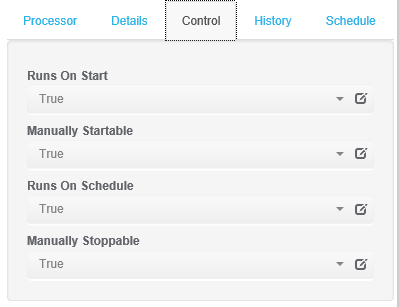 Processor Details Control History Schedule
Runs On Start
True
Manually Startable
True
Runs On Schedule
True
Manually Stoppable
True